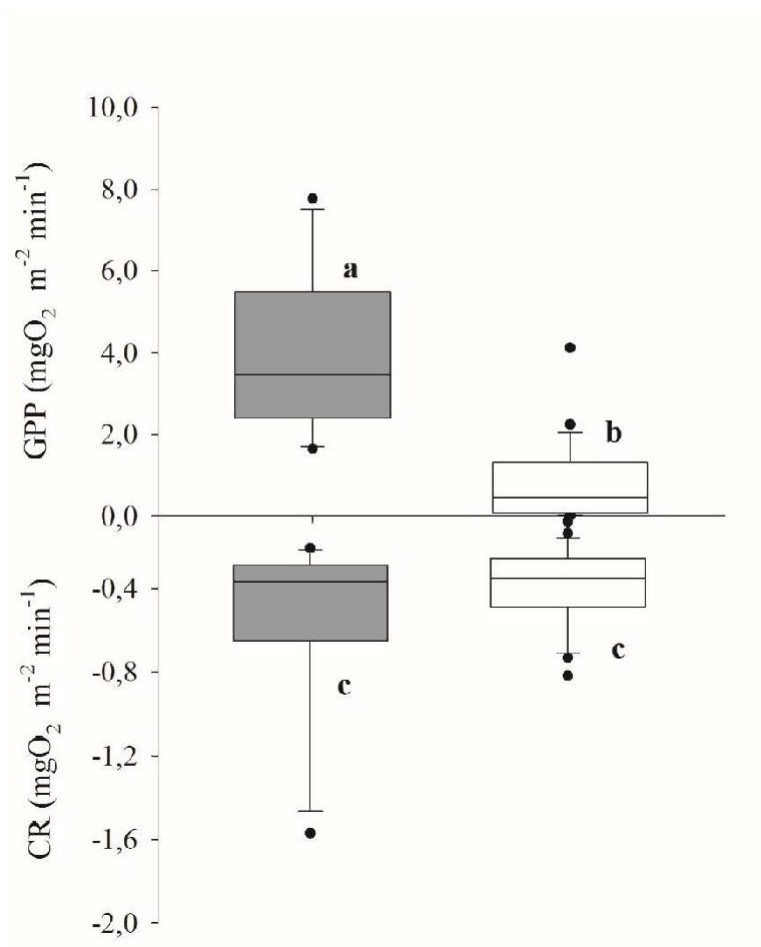 10,0
8,0
6,0
4,0
2,0
0,0
-0,4
-0,8
-1,2
-1,6
-2,0
GPP (mgO₂ m⁻² min⁻¹)
CR (mgO₂ m⁻² min⁻¹)
a
b
c
c